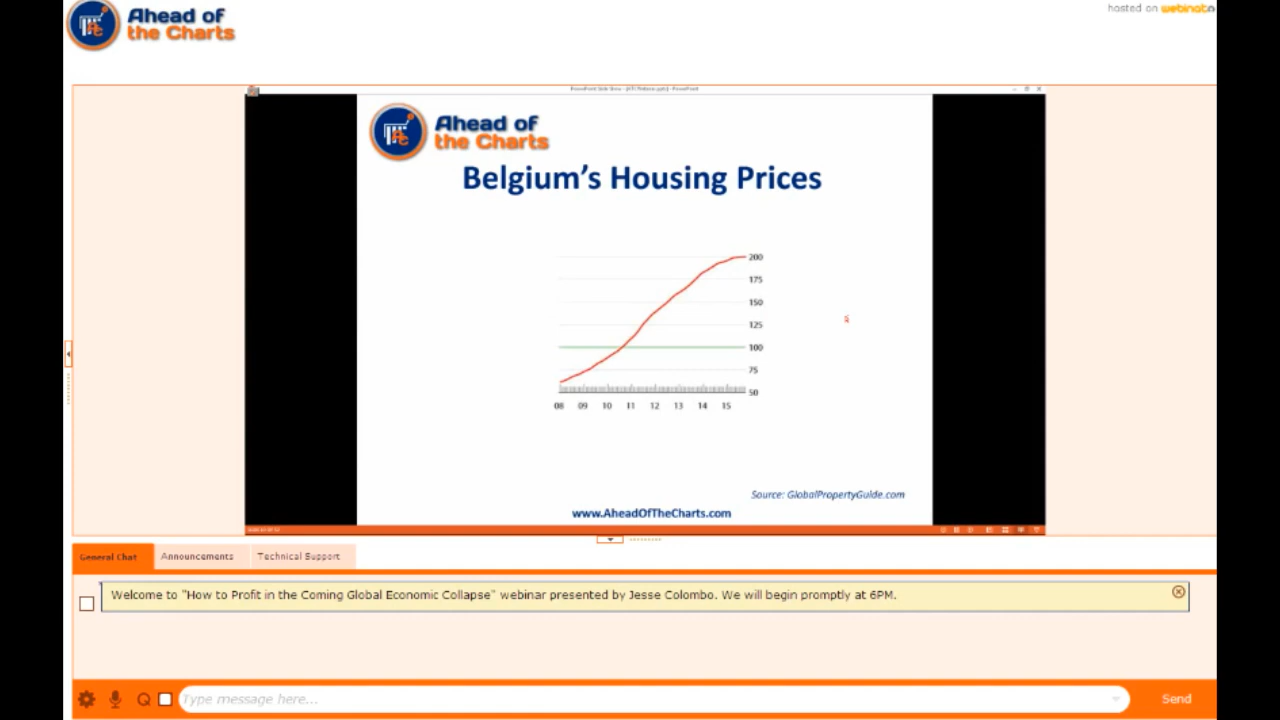 Ahead of
the Charts
hosted on
Ahead of
the Charts
Belgium's Housing Prices
200
175
150
125
100
75
50
08 09 10 11 12 13 14 15
Source: GlobalPropertyGuide.com
www.AheadOfTheCharts.com
General Chat Announcements Technical Support
Welcome to "How to Profit in the Coming Global Economic Collapse" webinar presented by Jesse Colombo. We will begin promptly at 6PM.
Type message here... Send